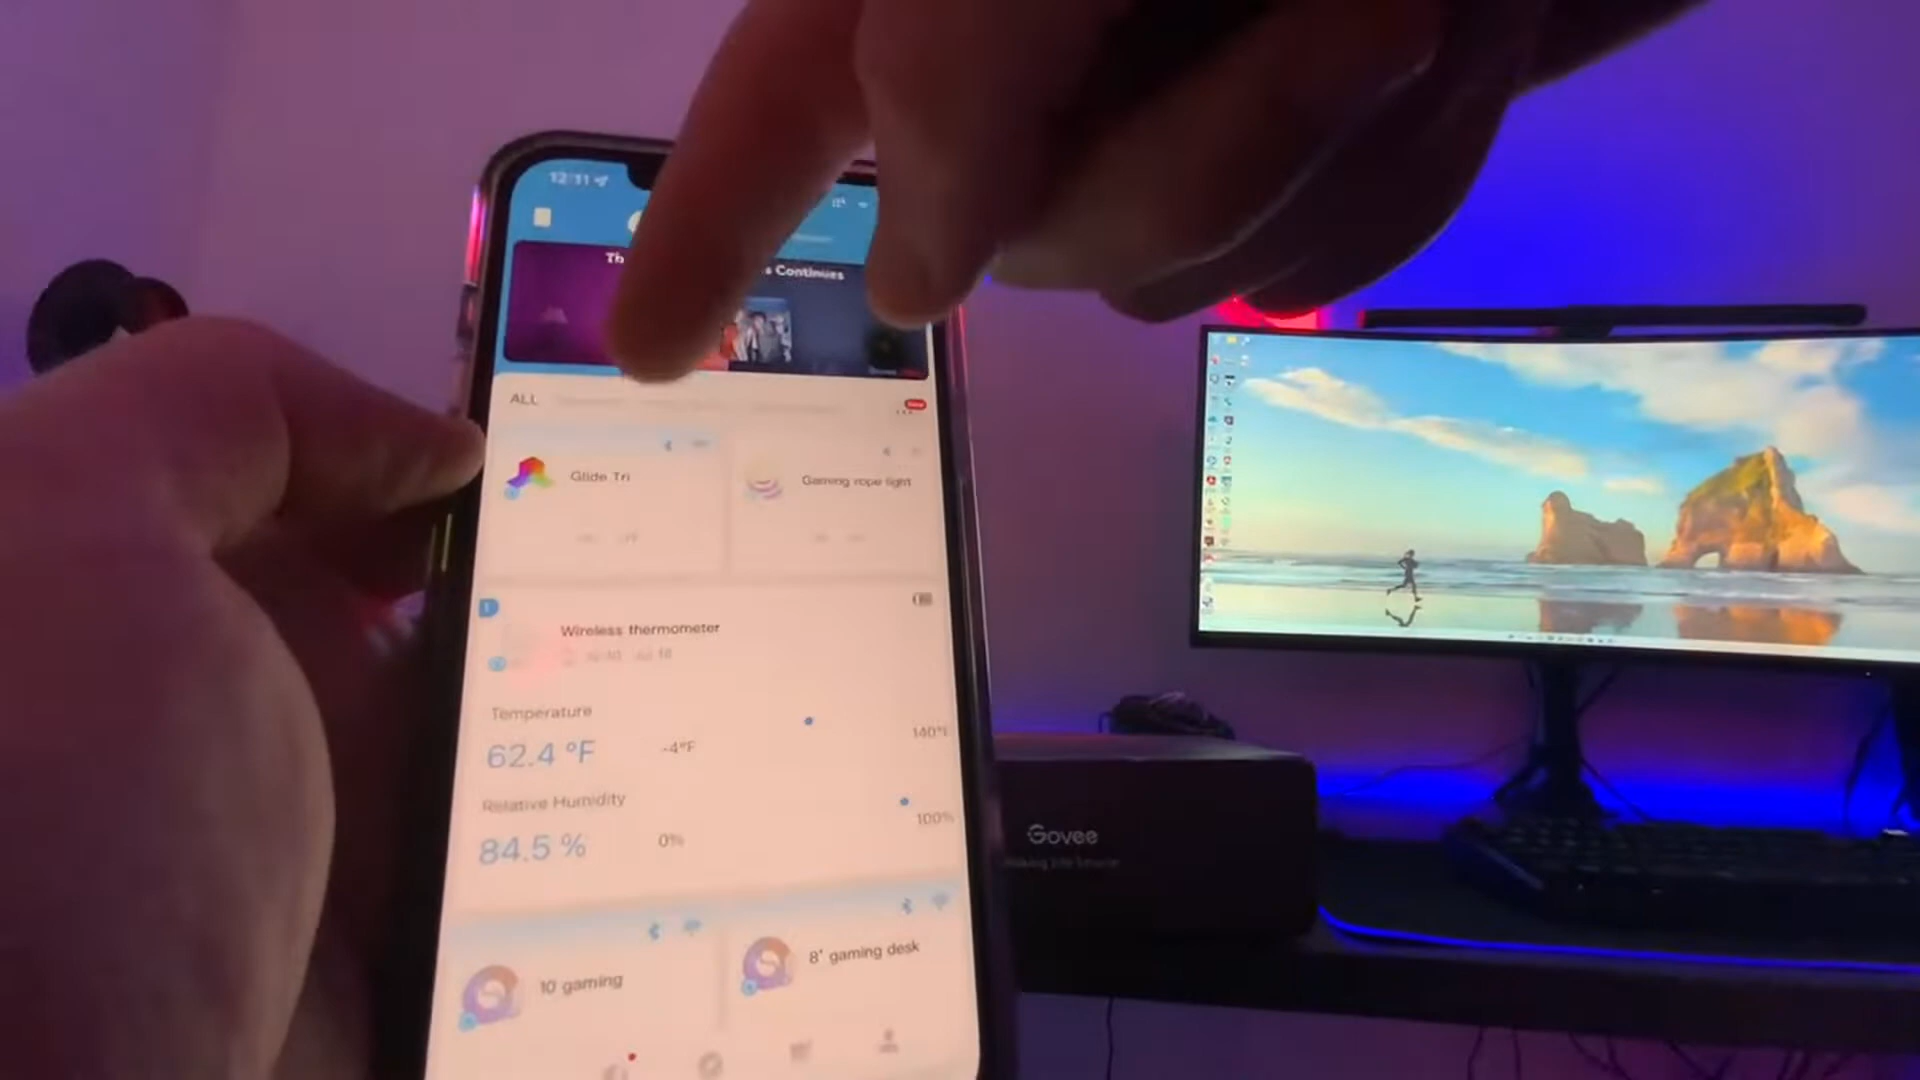 12:11
Th
s Continues
ALL
Glide Tri
Gaming rope light
Wireless thermometer
Temperature
62.4 °F
-4°F
140°F
Relative Humidity
84.5 %
0%
100%
10 gaming
8' gaming desk
Govee